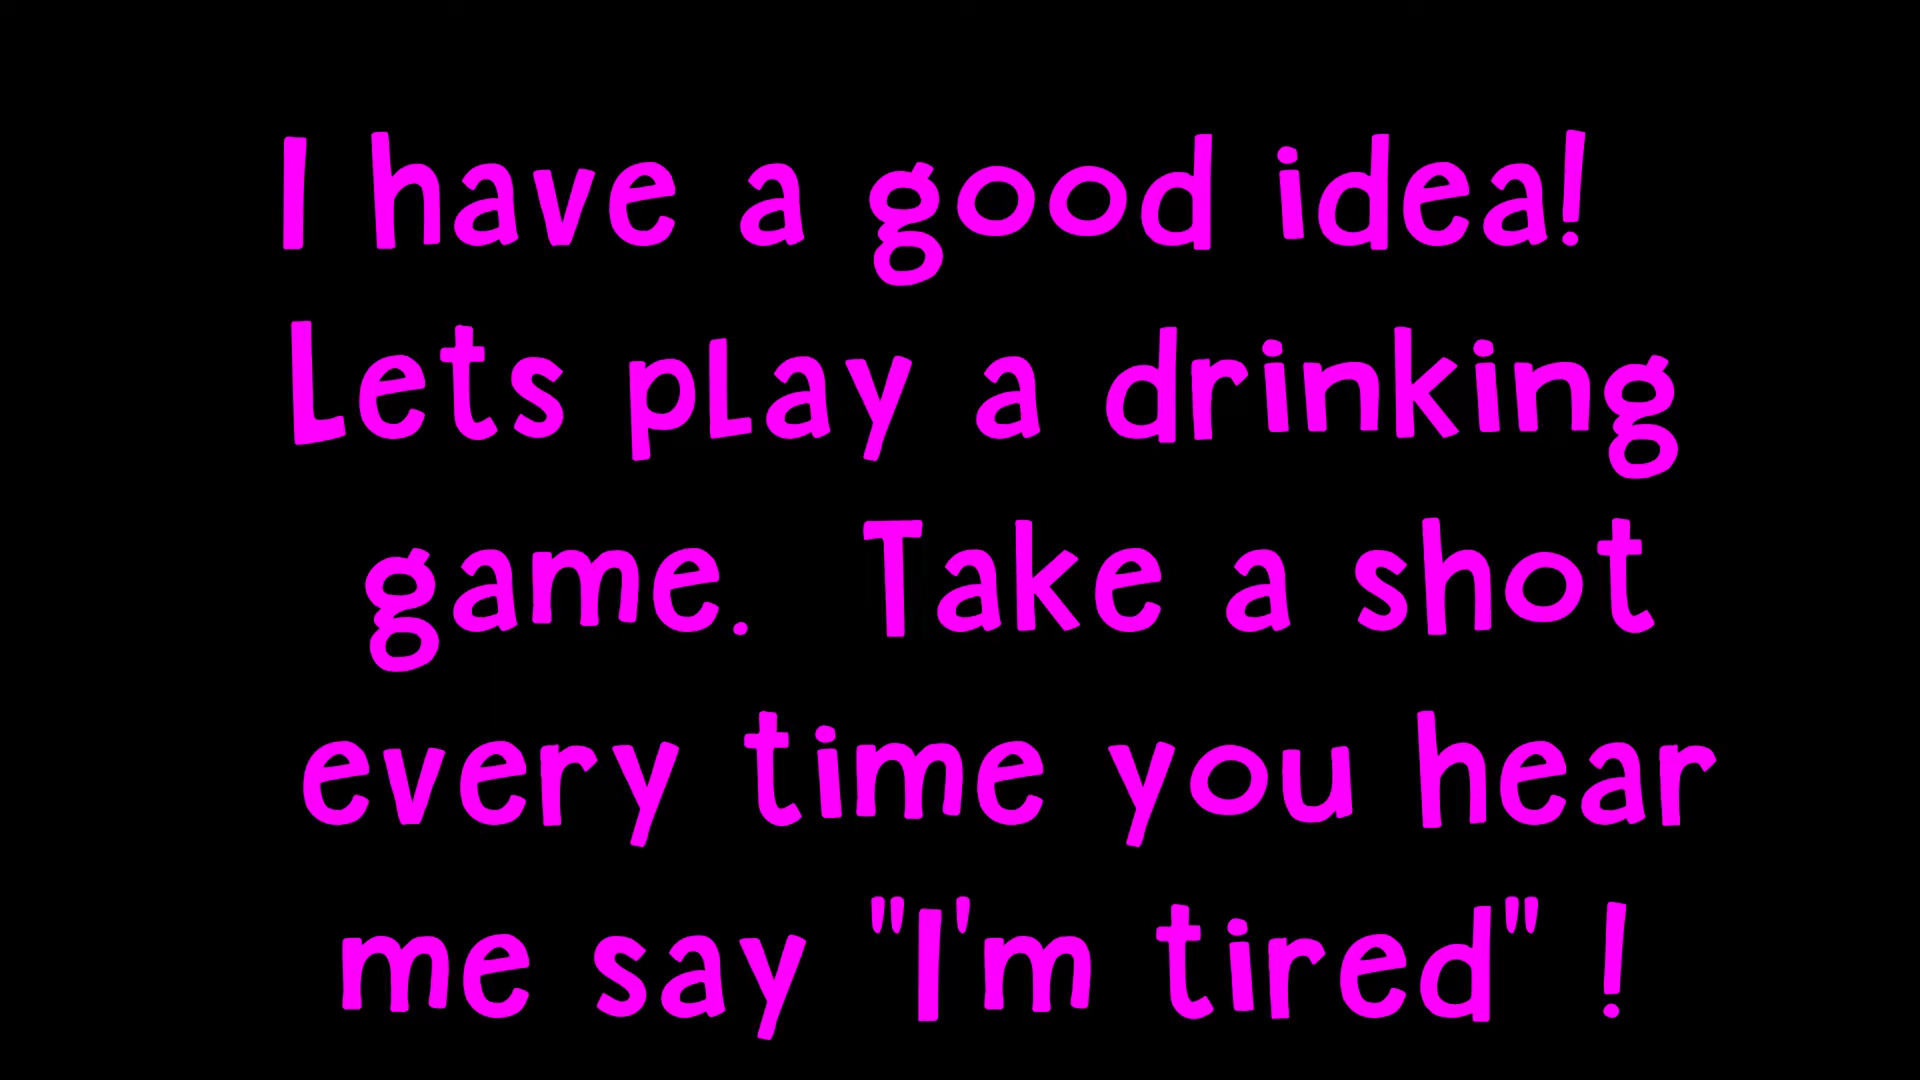 I have a good idea!
Lets play a drinking
game.  Take a shot
every time you hear
me say "I'm tired" !